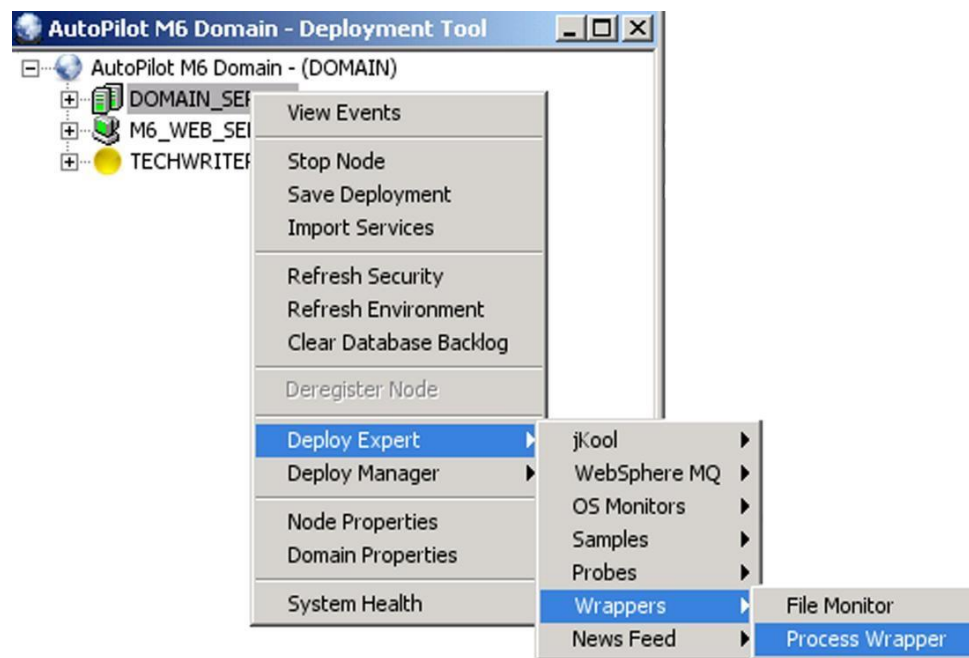 AutoPilot M6 Domain - Deployment Tool
AutoPilot M6 Domain - (DOMAIN)
DOMAIN_SER
M6_WEB_SE
TECHWRITER
View Events
Stop Node
Save Deployment
Import Services
Refresh Security
Refresh Environment
Clear Database Backlog
Deregister Node
Deploy Expert
Deploy Manager
Node Properties
Domain Properties
System Health
jKool
WebSphere MQ
OS Monitors
Samples
Probes
Wrappers
News Feed
File Monitor
Process Wrapper